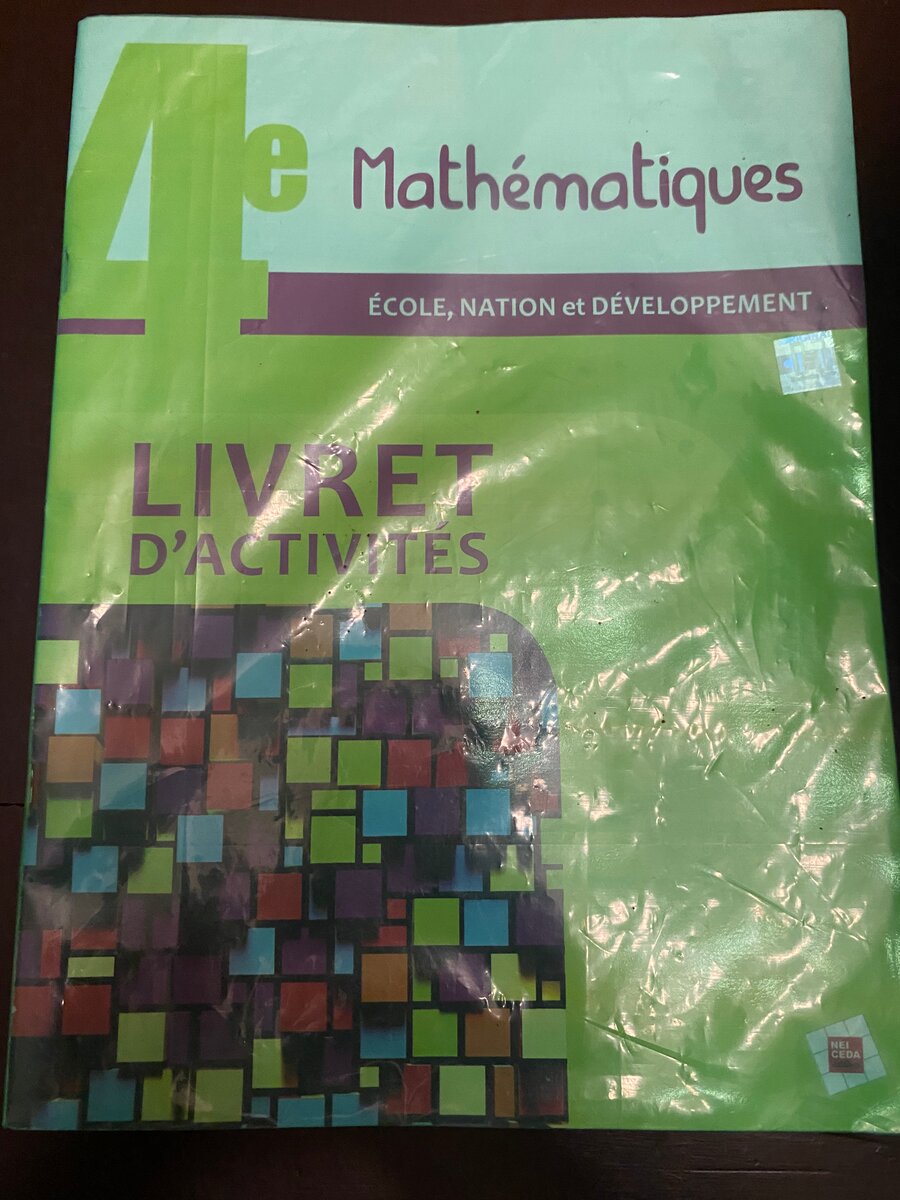 4e
Mathématiques
ÉCOLE, NATION et DÉVELOPPEMENT
LIVRET
D'ACTIVITÉS
NEI
CEDA